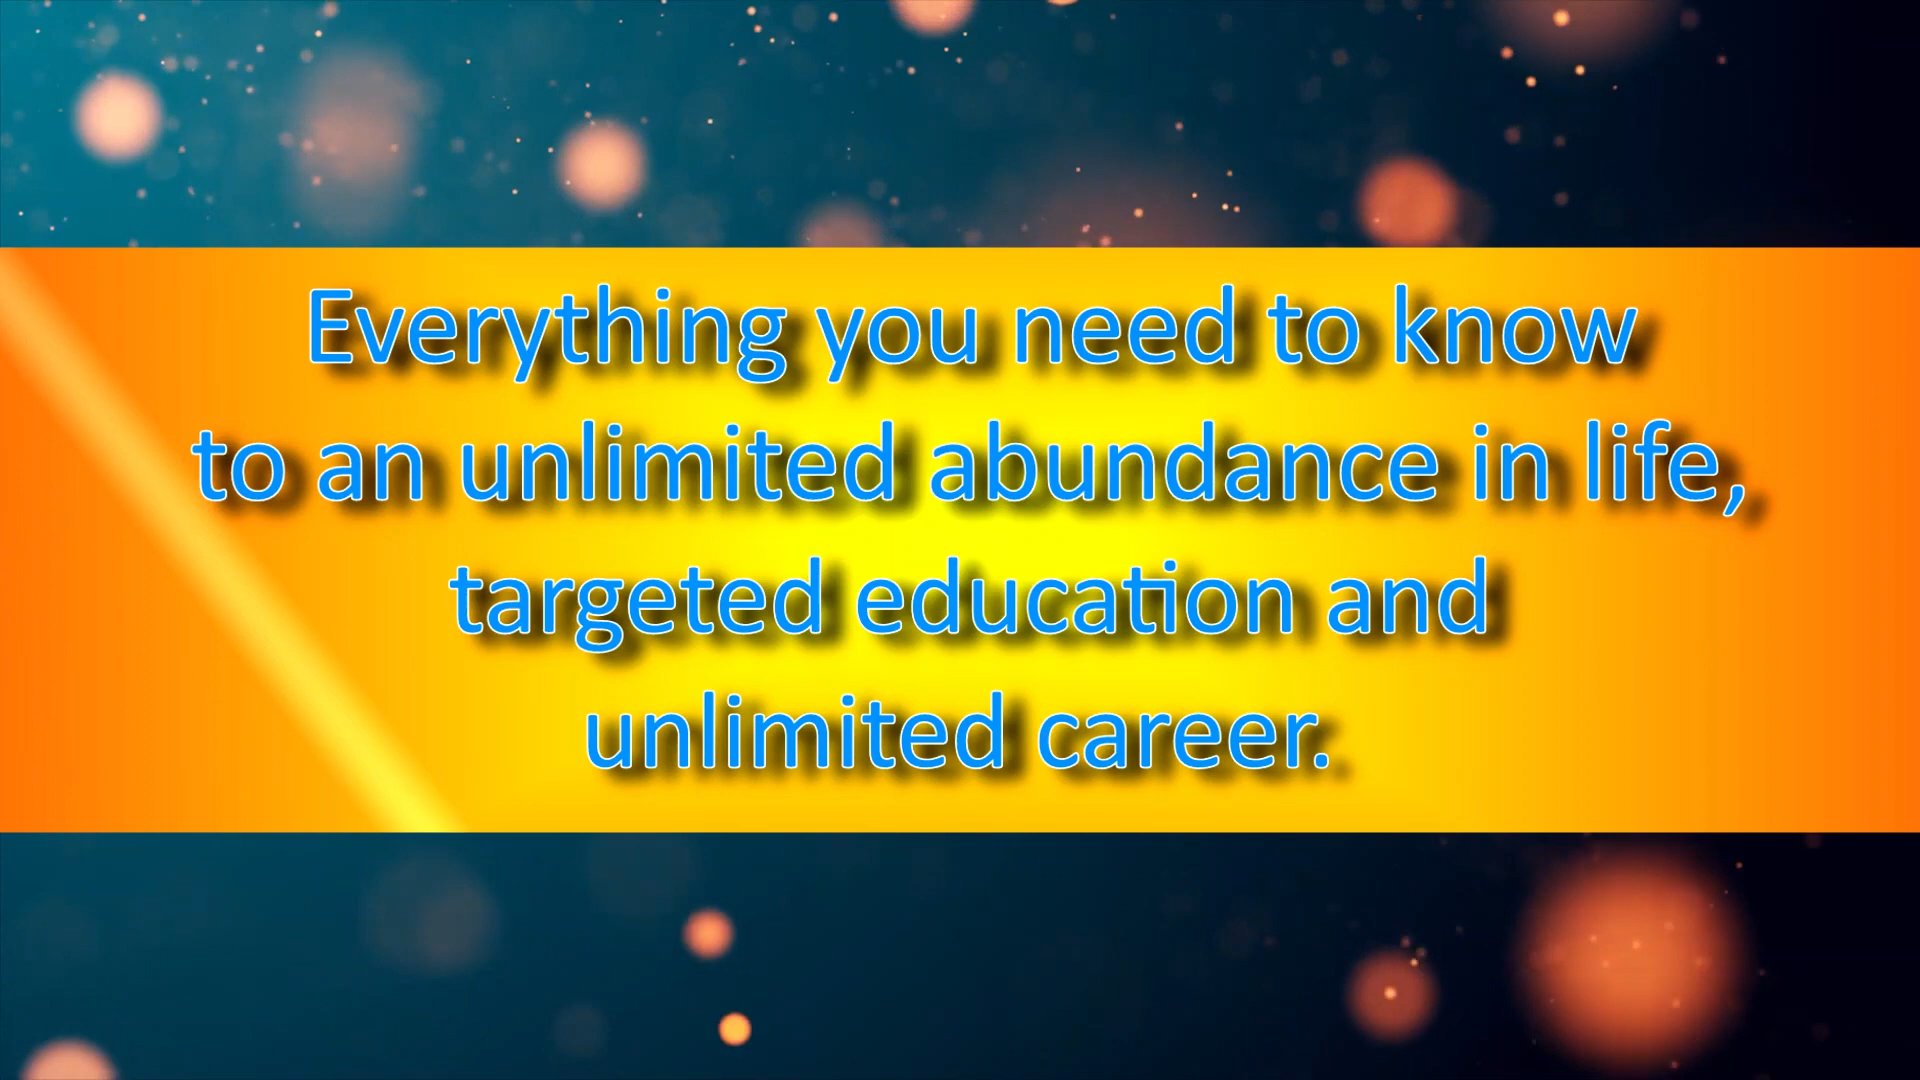 Everything you need to know
to an unlimited abundance in life,
targeted education and
unlimited career.